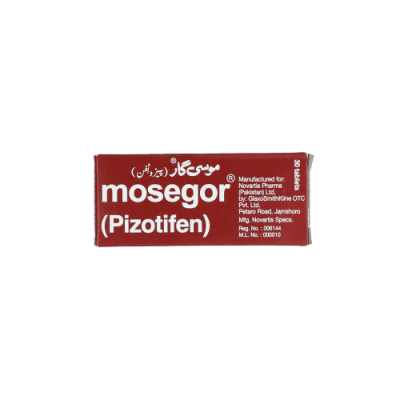 موسی گار® (پیزوٹفن)
mosegor®
(Pizotifen)
Manufactured for:
Novartis Pharma
(Pakistan) Ltd,
by: GlaxoSmithKline OTC
Pvt. Ltd.
Petaro Road, Jamshoro
Mfg. Novartis Specs.
Reg. No. : 006144
M.L. No. : 000010
30 tablets